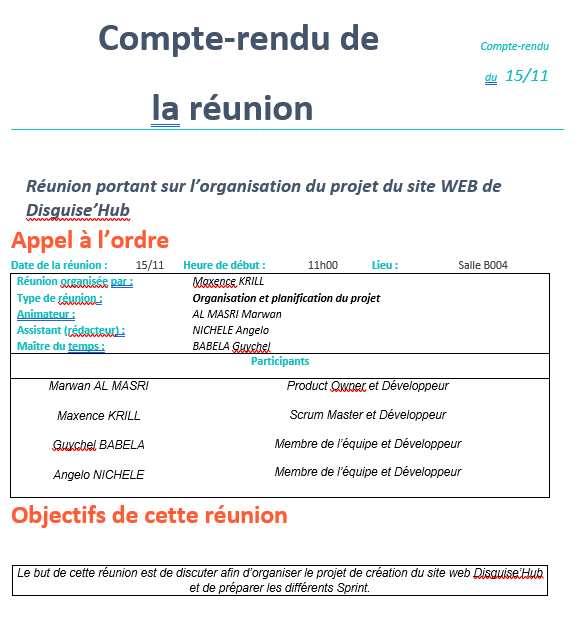 Compte-rendu de
la réunion
Compte-rendu
du 15/11
Réunion portant sur l'organisation du projet du site WEB de
Disguise'Hub
Appel à l'ordre
Date de la réunion : 15/11 Heure de début : 11h00 Lieu : Salle B004
Réunion organisée par : Maxence KRILL
Type de réunion : Organisation et planification du projet
Animateur : AL MASRI Marwan
Assistant (rédacteur) : NICHELE Angelo
Maître du temps : BABELA Guychel
Participants
Marwan AL MASRI Product Owner et Développeur
Maxence KRILL Scrum Master et Développeur
Guychel BABELA Membre de l'équipe et Développeur
Angelo NICHELE Membre de l'équipe et Développeur
Objectifs de cette réunion
Le but de cette réunion est de discuter afin d'organiser le projet de création du site web Disguise'Hub
et de préparer les différents Sprint.